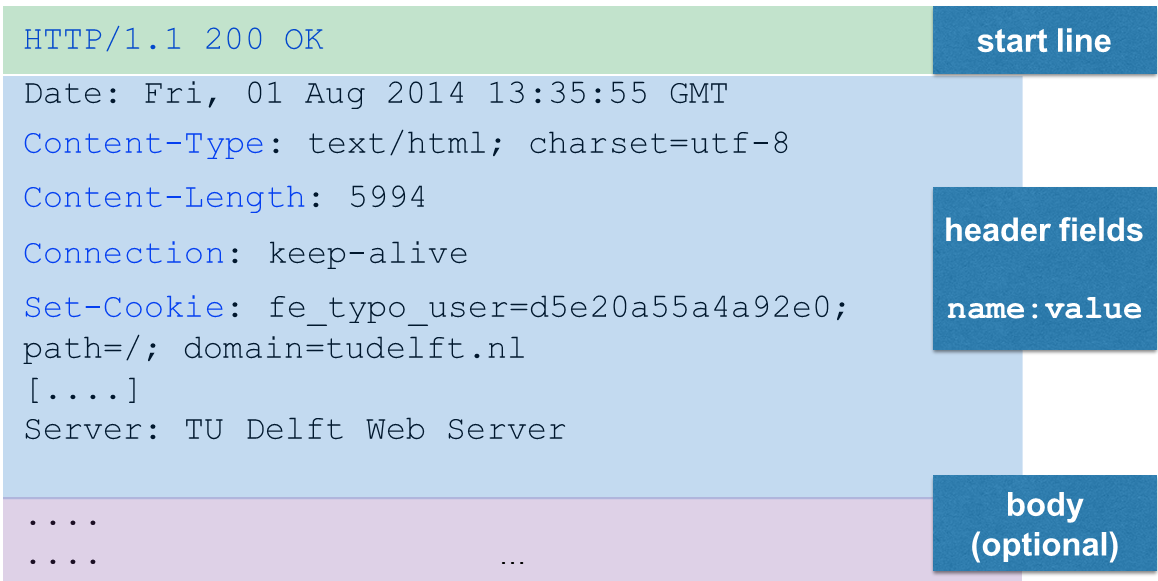 HTTP/1.1 200 OK
start line
Date: Fri, 01 Aug 2014 13:35:55 GMT
Content-Type: text/html; charset=utf-8
Content-Length: 5994
header fields
Connection: keep-alive
Set-Cookie: fe_typo_user=d5e20a55a4a92e0;
name:value
path=/; domain=tudelft.nl
[....]
Server: TU Delft Web Server
body
(optional)
....
.... ...